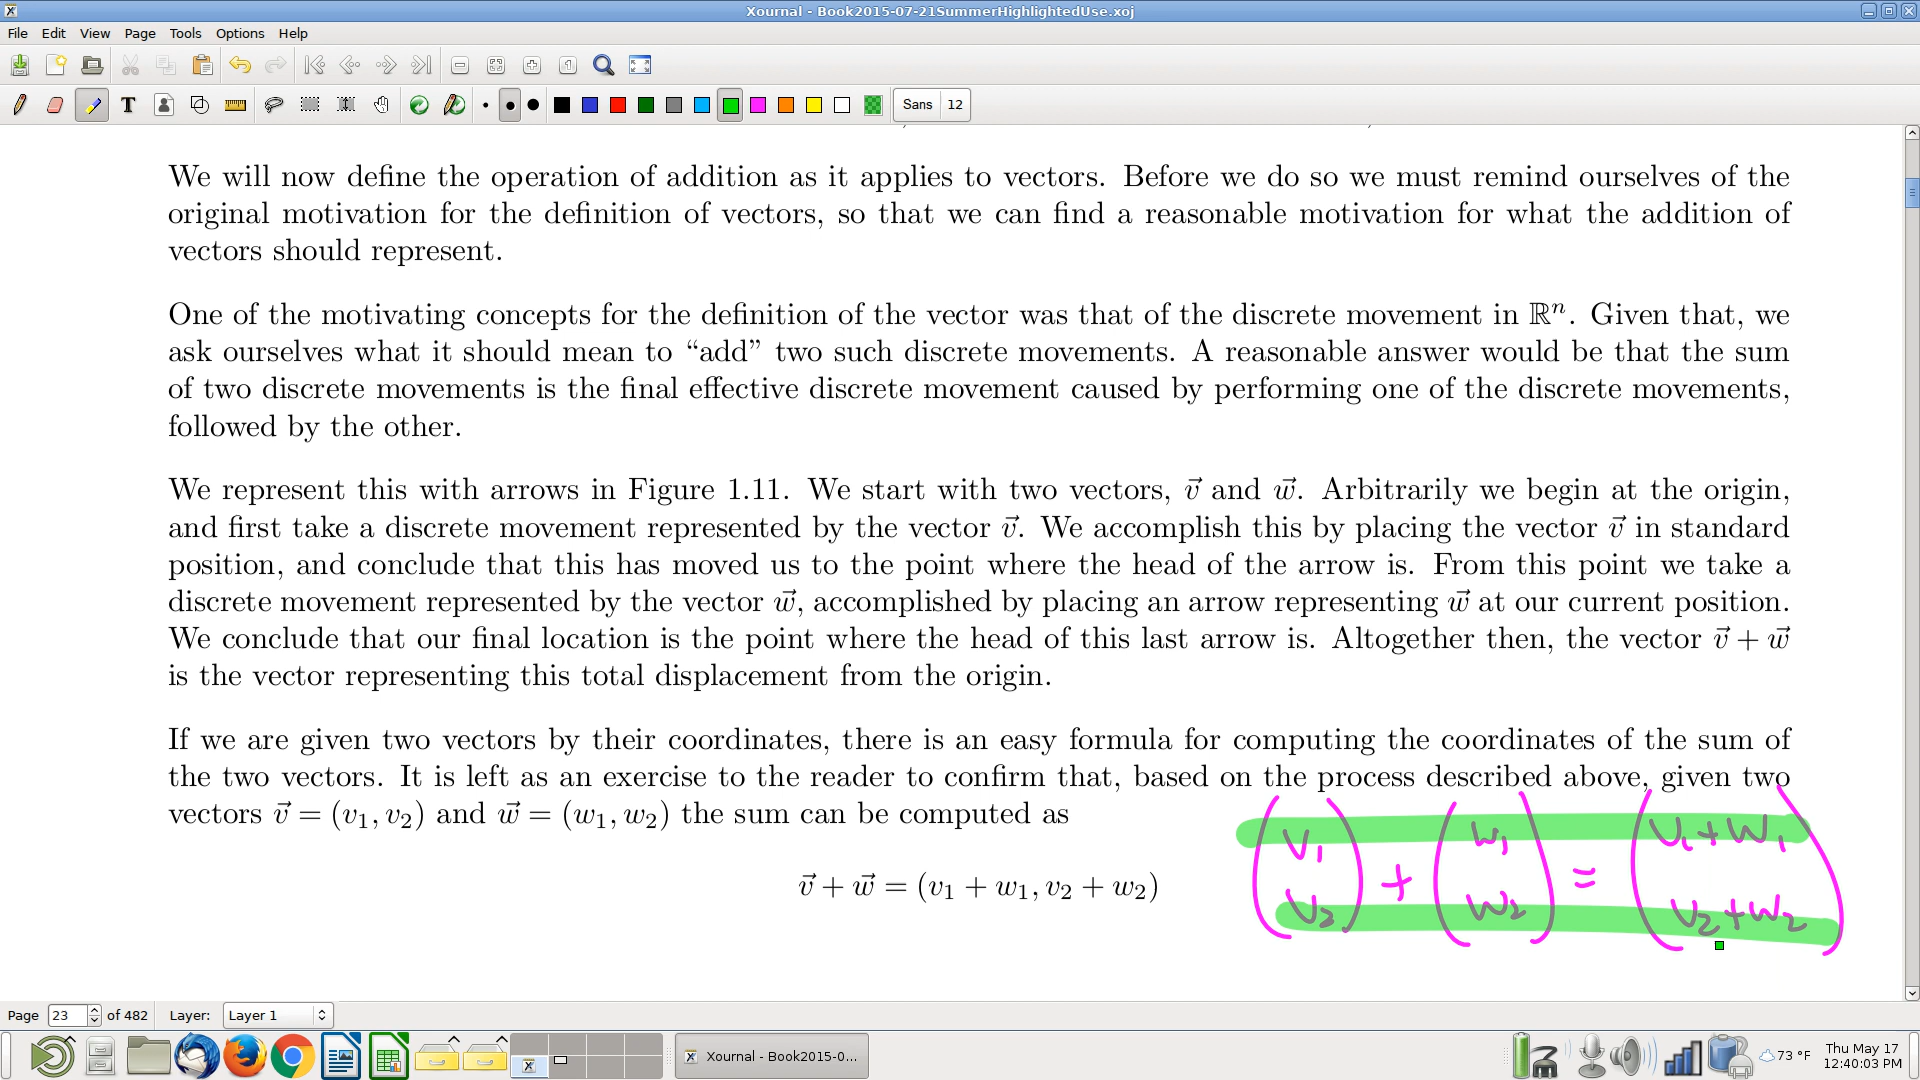 Xournal - Book2015-07-21SummerHighlightedUse.xoj
File Edit View Page Tools Options Help
Sans 12
We will now define the operation of addition as it applies to vectors. Before we do so we must remind ourselves of the
original motivation for the definition of vectors, so that we can find a reasonable motivation for what the addition of
vectors should represent.
One of the motivating concepts for the definition of the vector was that of the discrete movement in ℝⁿ. Given that, we
ask ourselves what it should mean to “add” two such discrete movements. A reasonable answer would be that the sum
of two discrete movements is the final effective discrete movement caused by performing one of the discrete movements,
followed by the other.
We represent this with arrows in Figure 1.11. We start with two vectors, v⃗ and w⃗. Arbitrarily we begin at the origin,
and first take a discrete movement represented by the vector v⃗. We accomplish this by placing the vector v⃗ in standard
position, and conclude that this has moved us to the point where the head of the arrow is. From this point we take a
discrete movement represented by the vector w⃗, accomplished by placing an arrow representing w⃗ at our current position.
We conclude that our final location is the point where the head of this last arrow is. Altogether then, the vector v⃗ + w⃗
is the vector representing this total displacement from the origin.
If we are given two vectors by their coordinates, there is an easy formula for computing the coordinates of the sum of
the two vectors. It is left as an exercise to the reader to confirm that, based on the process described above, given two
vectors v⃗ = (v₁, v₂) and w⃗ = (w₁, w₂) the sum can be computed as
v⃗ + w⃗ = (v₁ + w₁, v₂ + w₂)
(v₁ v₂) + (w₁ w₂) = (v₁+w₁ v₂+w₂)
Page 23 of 482 Layer: Layer 1
Xournal - Book2015-0...
73 °F
Thu May 17
12:40:03 PM